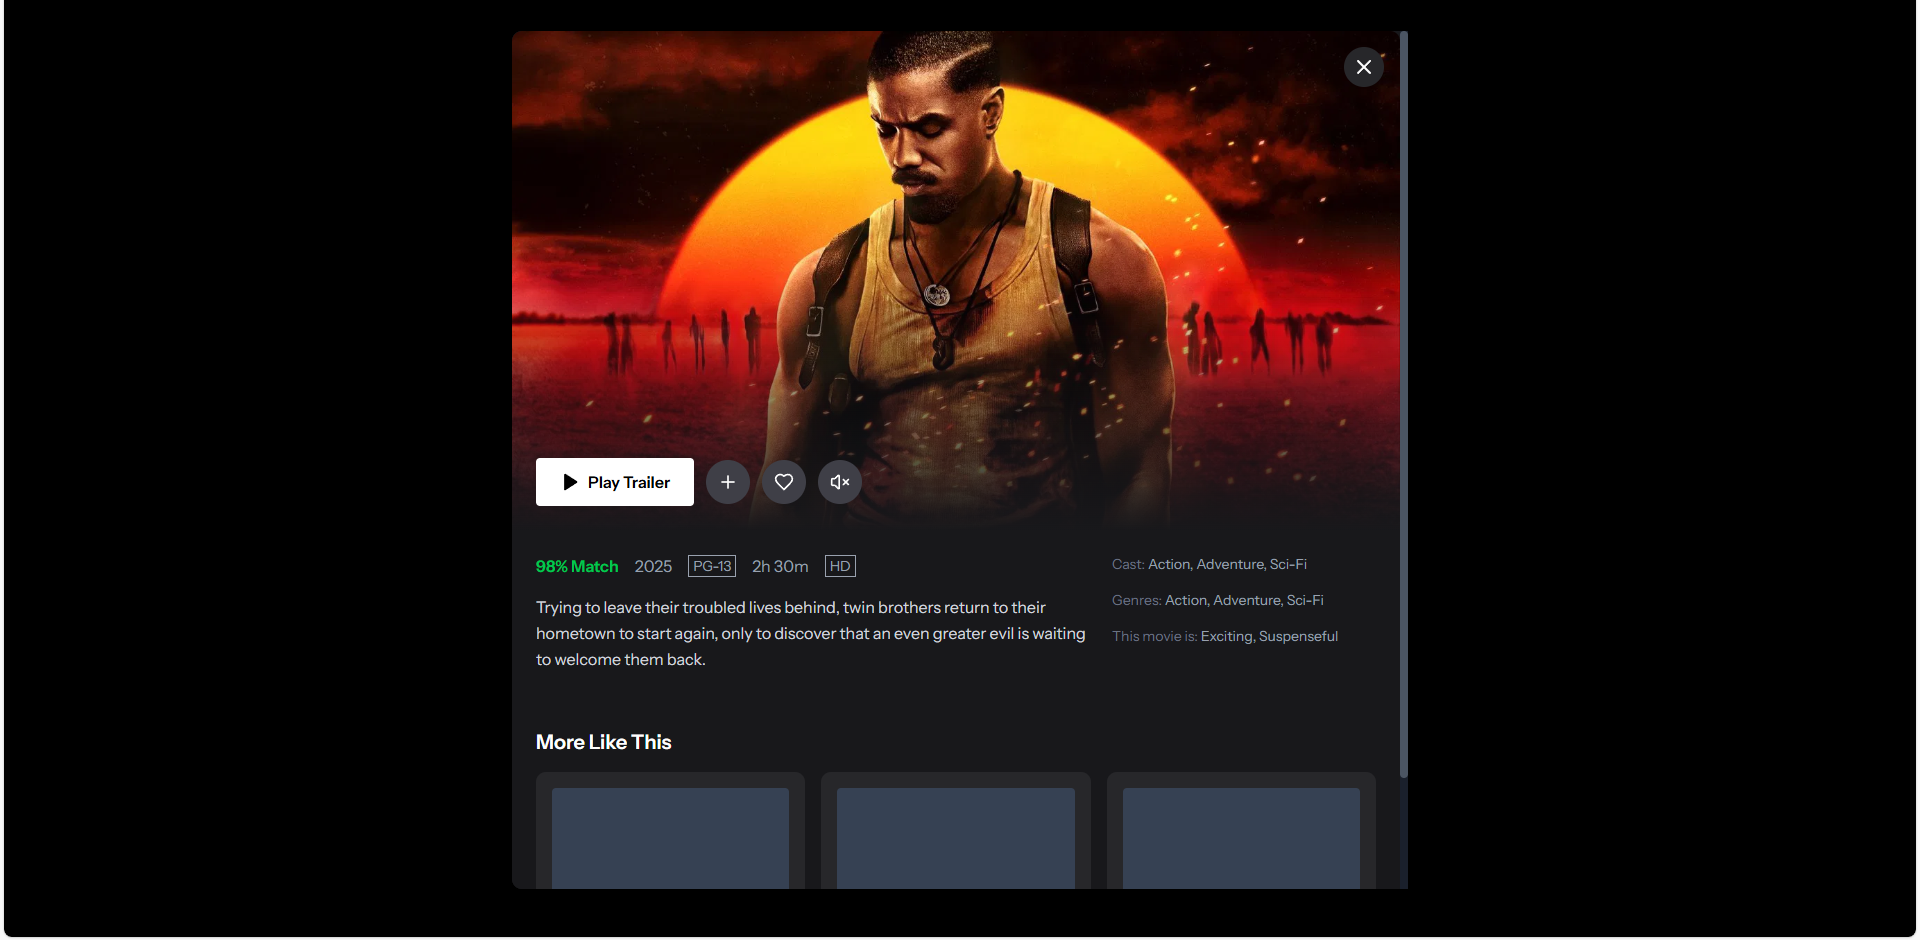 Play Trailer
98% Match 2025 PG-13 2h 30m HD
Trying to leave their troubled lives behind, twin brothers return to their
hometown to start again, only to discover that an even greater evil is waiting
to welcome them back.
Cast: Action, Adventure, Sci-Fi
Genres: Action, Adventure, Sci-Fi
This movie is: Exciting, Suspenseful
More Like This